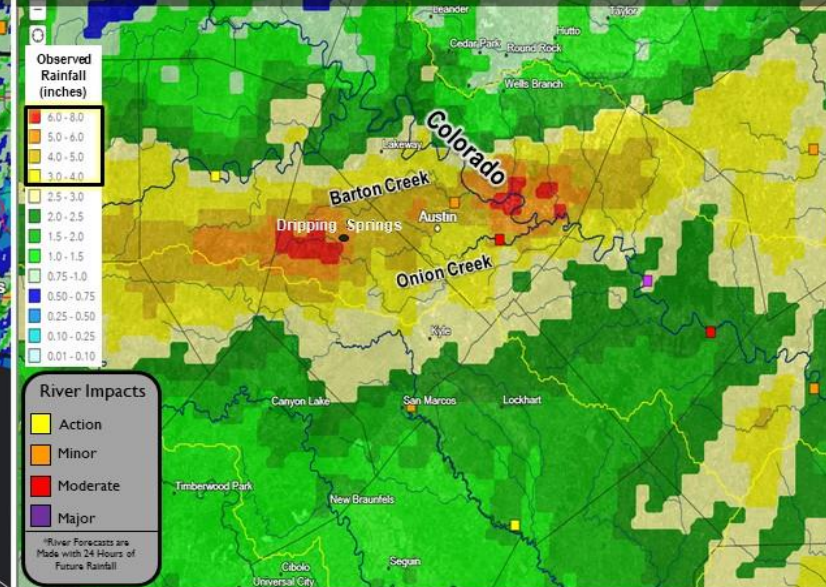 Observed
Rainfall
(inches)
6.0 - 8.0
5.0 - 6.0
4.0 - 5.0
3.0 - 4.0
2.5 - 3.0
2.0 - 2.5
1.5 - 2.0
1.0 - 1.5
0.75 -1.0
0.50 - 0.75
0.25 - 0.50
0.10 - 0.25
0.01 - 0.10
River Impacts
Action
Minor
Moderate
Major
*River Forecasts are
Made with 24 Hours of
Future Rainfall
Leander
Taylor
Hutto
Cedar Park
Round Rock
Wells Branch
Colorado
Lakeway
Barton Creek
Dripping Springs
Austin
Onion Creek
Kyle
Canyon Lake
San Marcos
Lockhart
Timberwood Park
New Braunfels
Cibolo
Universal City
Seguin